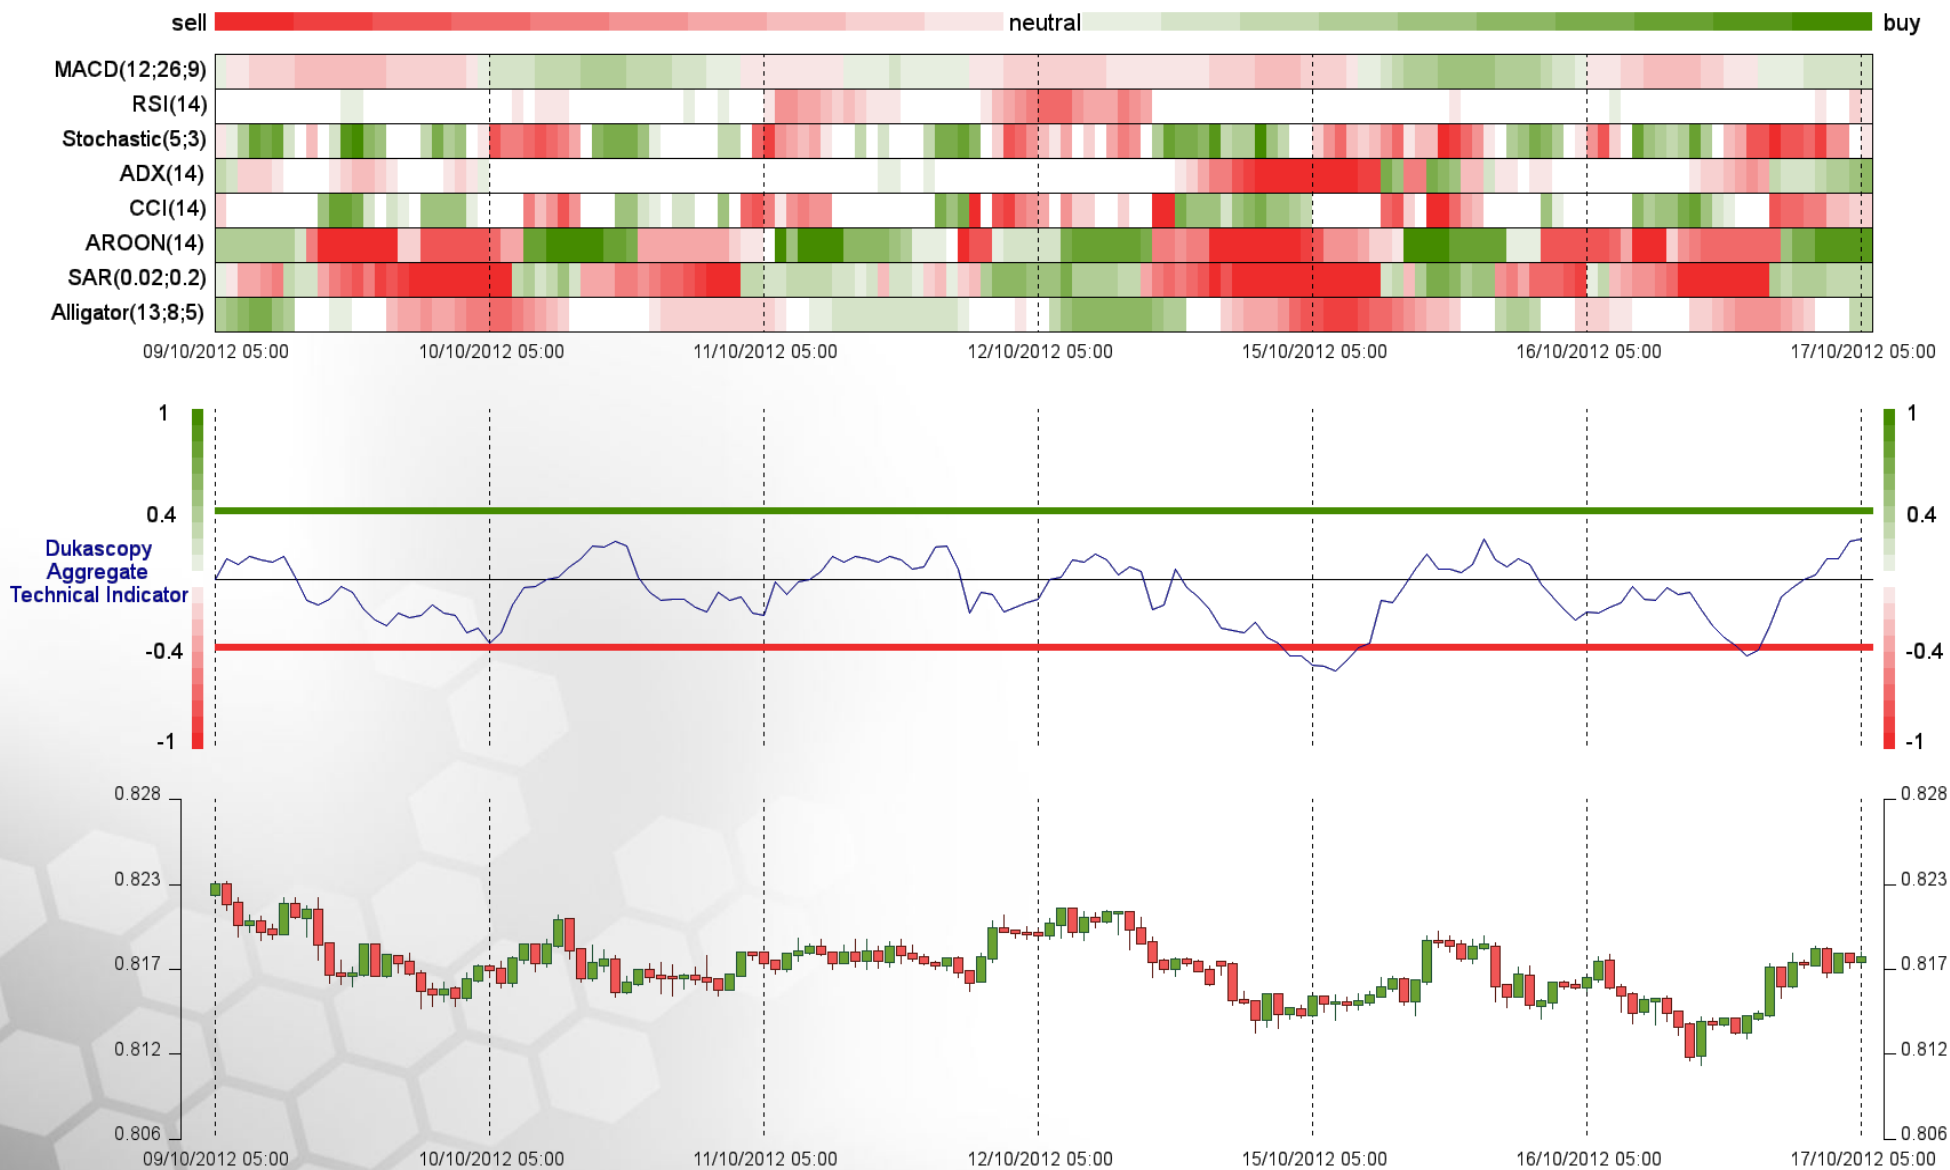 sell neutral buy
MACD(12;26;9)
RSI(14)
Stochastic(5;3)
ADX(14)
CCI(14)
AROON(14)
SAR(0.02;0.2)
Alligator(13;8;5)
09/10/2012 05:00 10/10/2012 05:00 11/10/2012 05:00 12/10/2012 05:00 15/10/2012 05:00 16/10/2012 05:00 17/10/2012 05:00
1 1
0.4 0.4
Dukascopy
Aggregate
Technical Indicator
-0.4 -0.4
-1 -1
0.828 0.828
0.823 0.823
0.817 0.817
0.812 0.812
0.806 0.806
09/10/2012 05:00 10/10/2012 05:00 11/10/2012 05:00 12/10/2012 05:00 15/10/2012 05:00 16/10/2012 05:00 17/10/2012 05:00